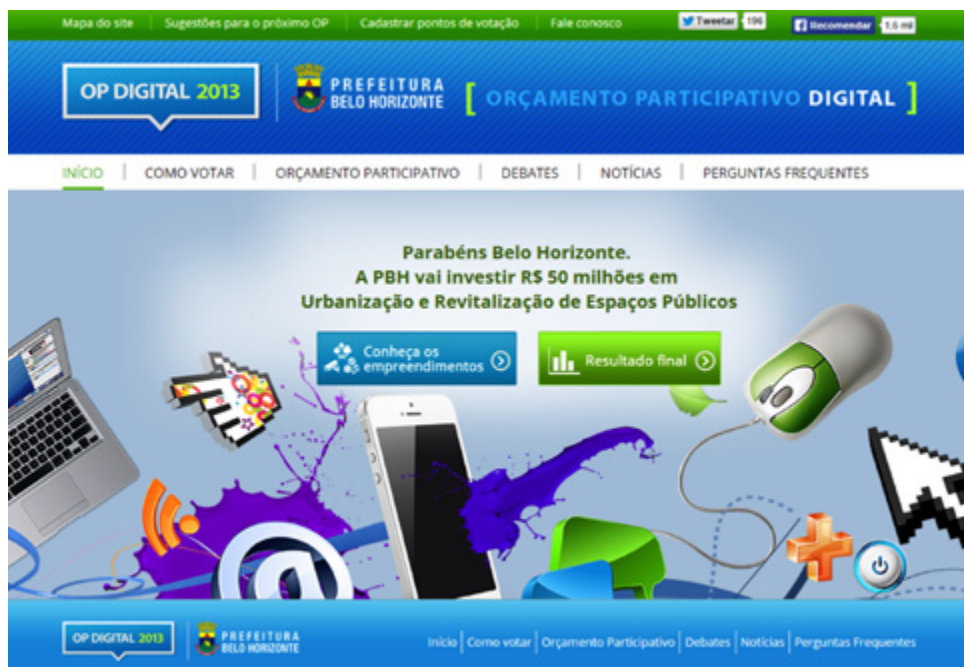 Mapa do site
Sugestões para o próximo OP
Cadastrar pontos de votação
Fale conosco
Tweetar 196
Recomendar 1.6 mil
OP DIGITAL 2013
PREFEITURA
BELO HORIZONTE
[ ORÇAMENTO PARTICIPATIVO DIGITAL ]
INÍCIO | COMO VOTAR | ORÇAMENTO PARTICIPATIVO | DEBATES | NOTÍCIAS | PERGUNTAS FREQUENTES
Parabéns Belo Horizonte.
A PBH vai investir R$ 50 milhões em
Urbanização e Revitalização de Espaços Públicos
Conheça os
empreendimentos
Resultado final
@
OP DIGITAL 2013
PREFEITURA
BELO HORIZONTE
Início | Como votar | Orçamento Participativo | Debates | Notícias | Perguntas Frequentes